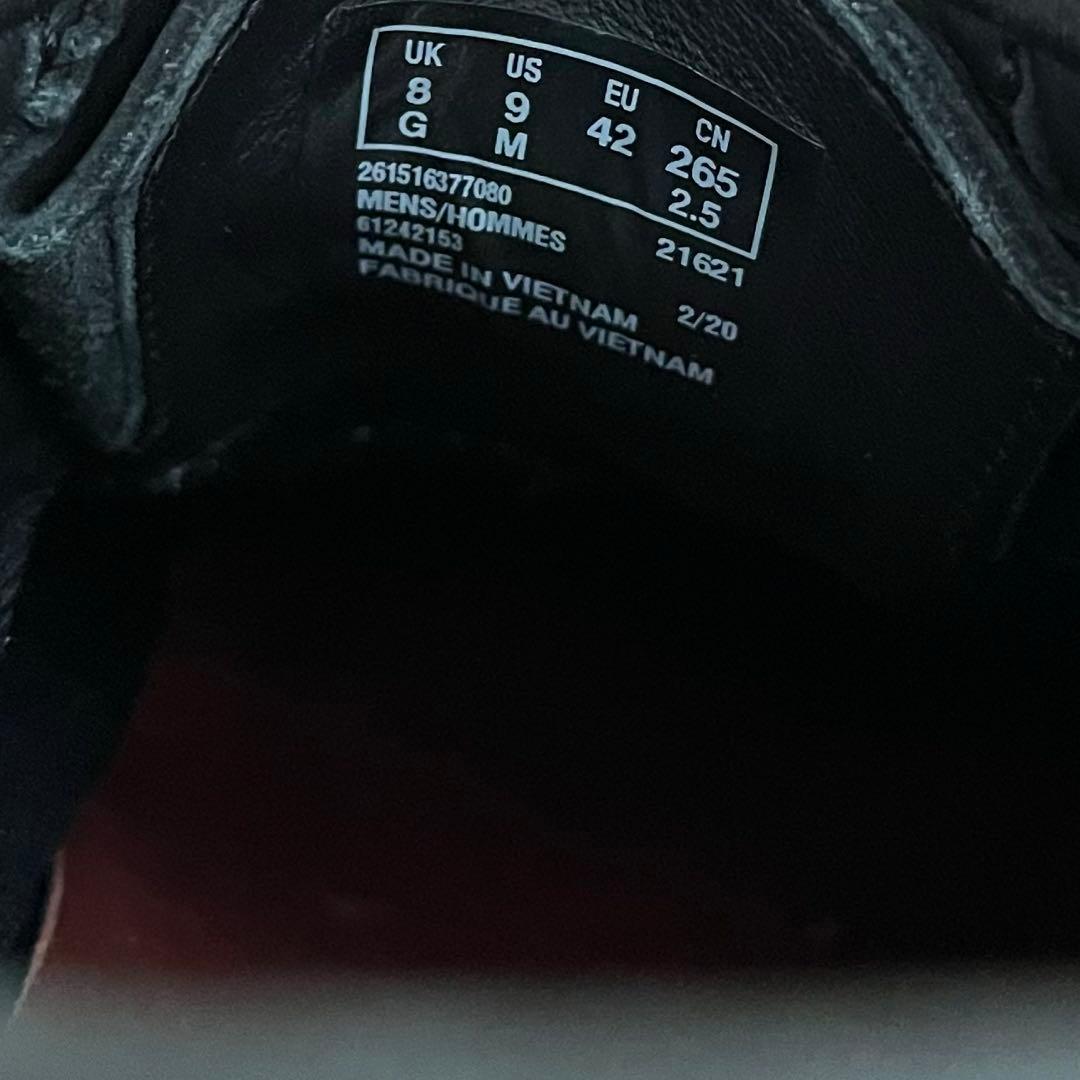 UK US EU CN
8 9 42 265
G M 2.5
261516377080
MENS/HOMMES 21621
61242153
MADE IN VIETNAM 2/20
FABRIQUE AU VIETNAM